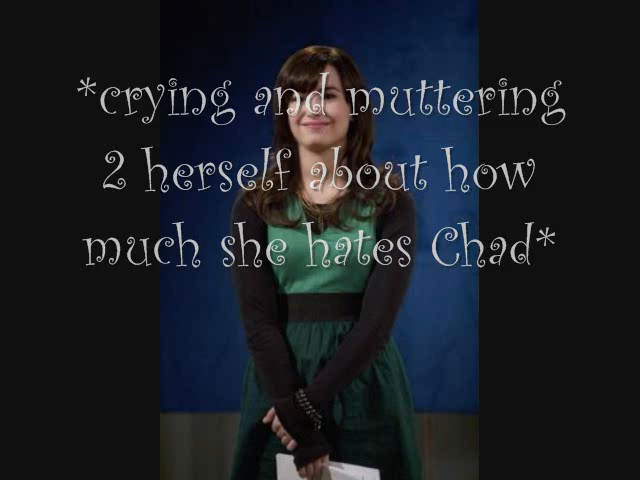 *crying and muttering
2 herself about how
much she hates Chad*